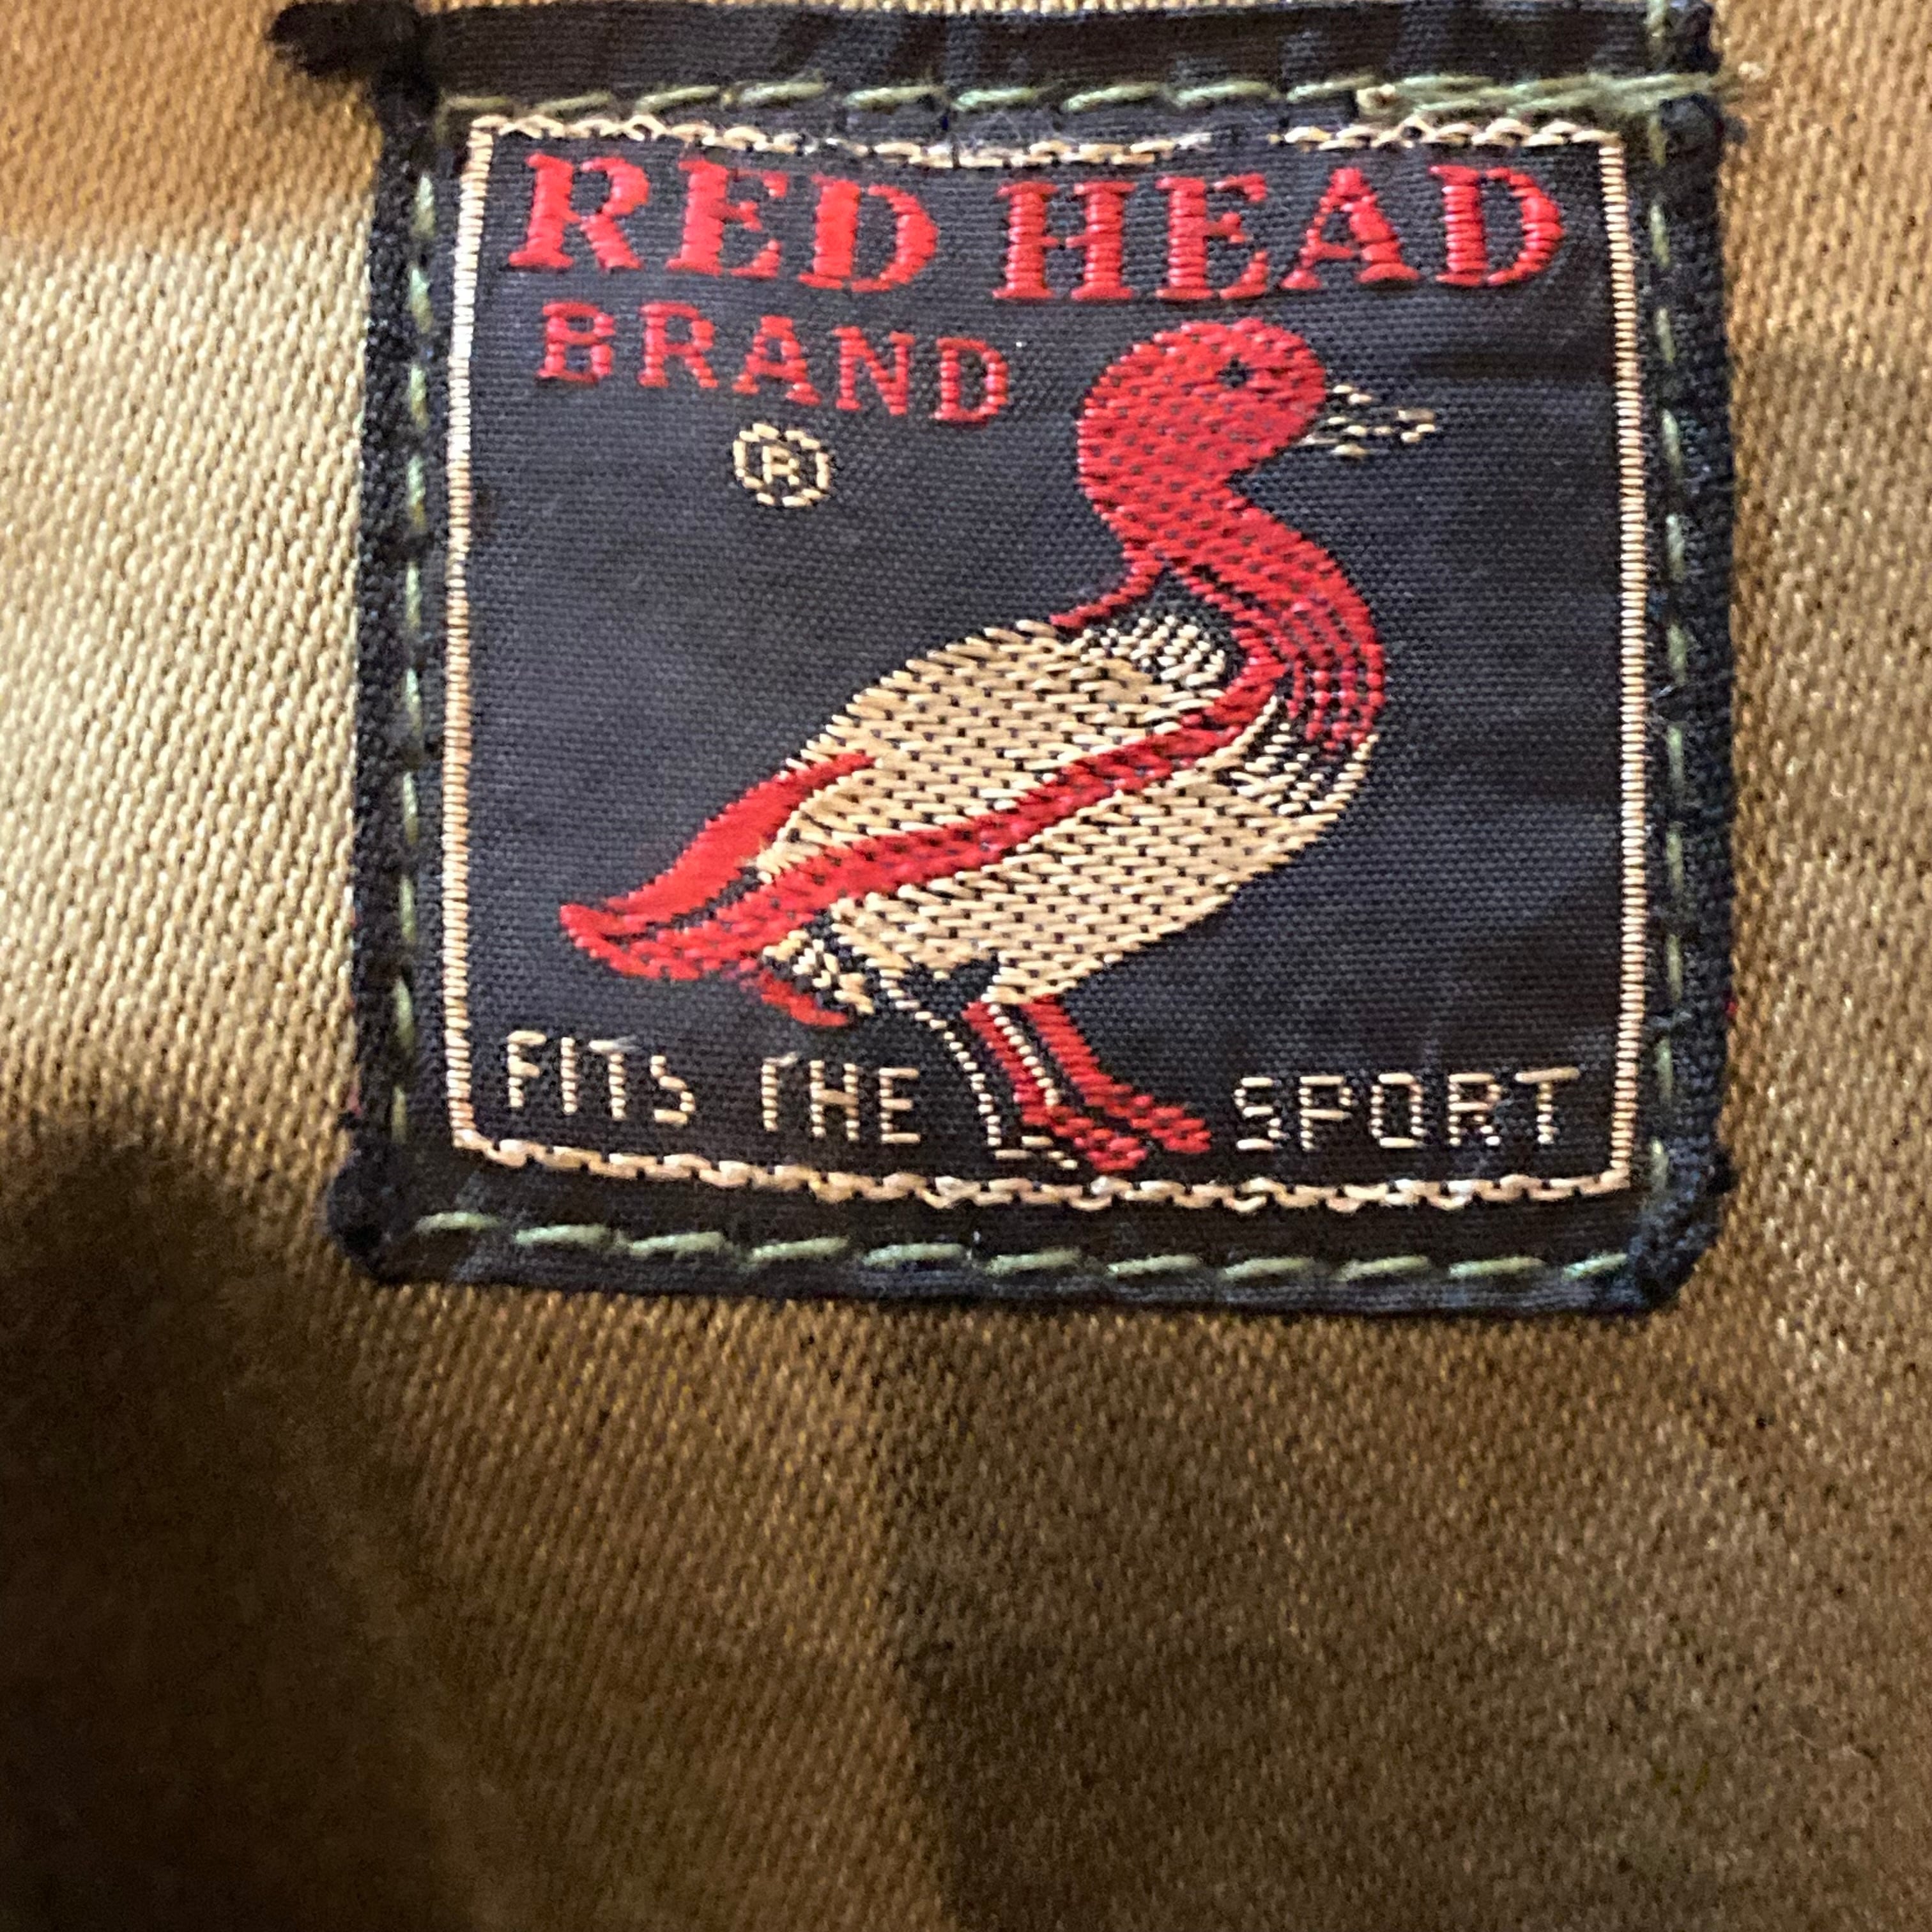 RED HEAD
BRAND
®
FITS THE SPORT